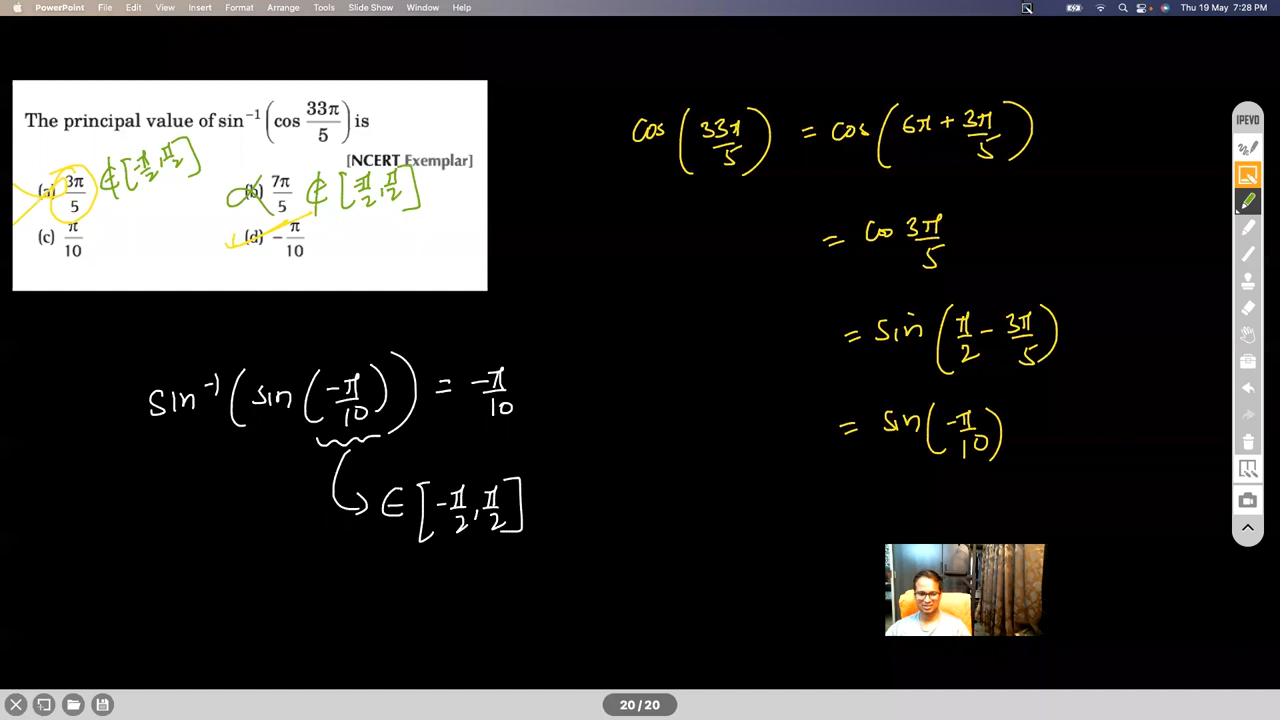 PowerPoint File Edit View Insert Format Arrange Tools Slide Show Window Help Thu 19 May 7:28 PM
The principal value of sin⁻¹ (cos 33π/5) is
[NCERT Exemplar]
(a) 3π/5 ∉ [-π/2, π/2] (b) 7π/5 ∉ [-π/2, π/2]
(c) π/10 (d) -π/10
sin⁻¹(sin(-π/10)) = -π/10
∈ [-π/2, π/2]
cos(33π/5) = cos(6π + 3π/5)
= cos 3π/5
= sin(π/2 - 3π/5)
= sin(-π/10)
IPEVO
20 / 20